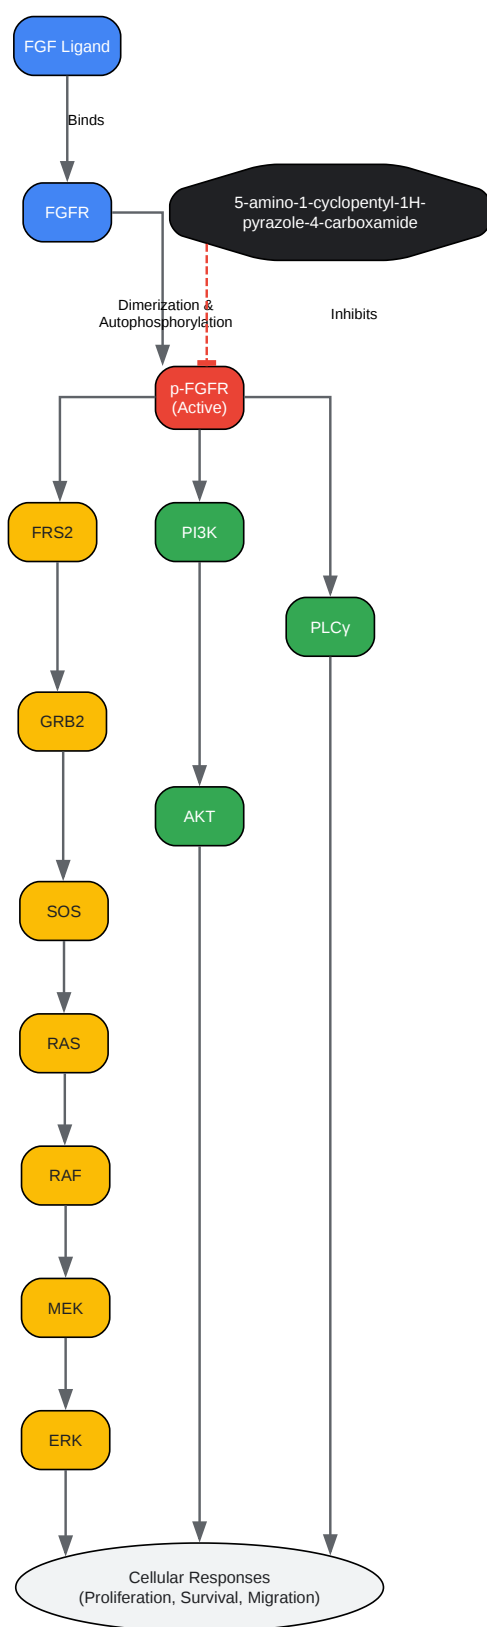 FGF Ligand
Binds
FGFR
5-amino-1-cyclopentyl-1H-
pyrazole-4-carboxamide
Dimerization &
Autophosphorylation
Inhibits
p-FGFR
(Active)
FRS2
PI3K
PLCγ
GRB2
AKT
SOS
RAS
RAF
MEK
ERK
Cellular Responses
(Proliferation, Survival, Migration)